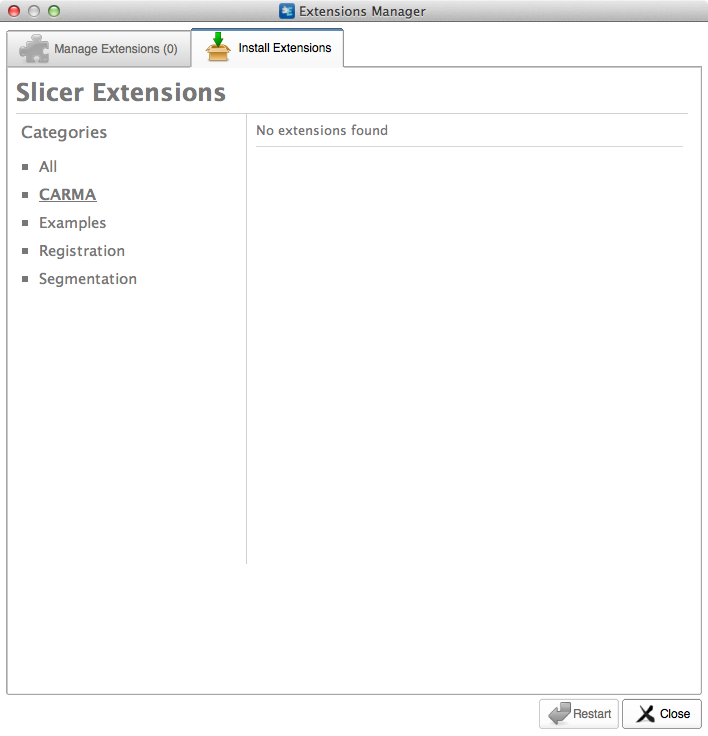 Extensions Manager
Manage Extensions (0)
Install Extensions
Slicer Extensions
Categories
All
CARMA
Examples
Registration
Segmentation
No extensions found
Restart
Close